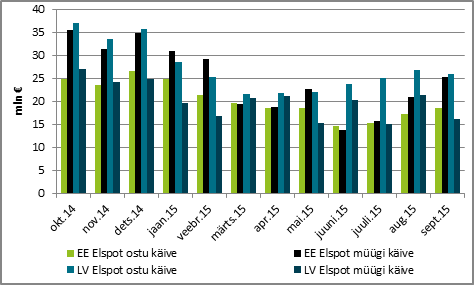 mln €
40
35
30
25
20
15
10
5
0
okt.14
nov.14
dets.14
jaan.15
veebr.15
märts.15
apr.15
mai.15
juuni.15
juuli.15
aug.15
sept.15
EE Elspot ostu käive
EE Elspot müügi käive
LV Elspot ostu käive
LV Elspot müügi käive